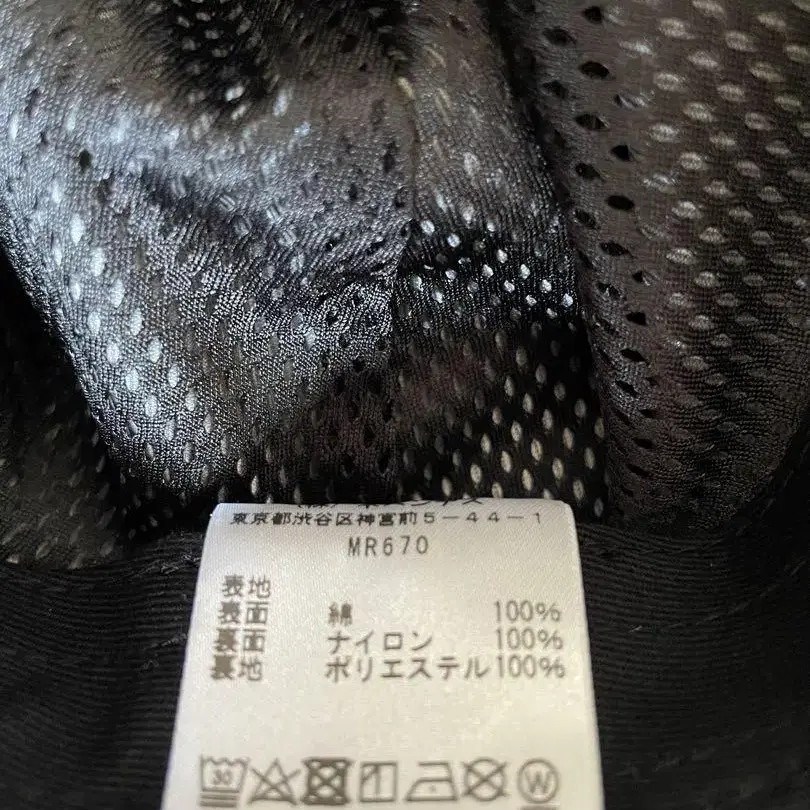 東京都渋谷区神宮前5-44-1
MR670
表地
表面 綿 100%
裏面 ナイロン 100%
裏地 ポリエステル100%
30 W